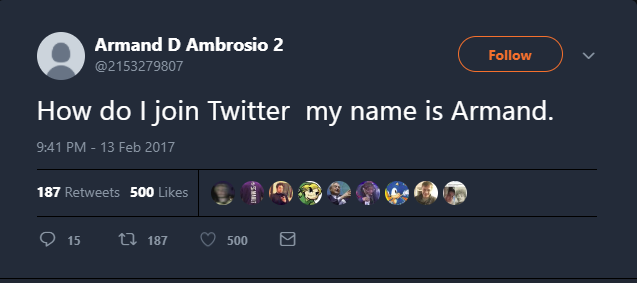 Armand D Ambrosio 2
@2153279807
Follow
How do I join Twitter  my name is Armand.
9:41 PM - 13 Feb 2017
187 Retweets 500 Likes
15 187 500